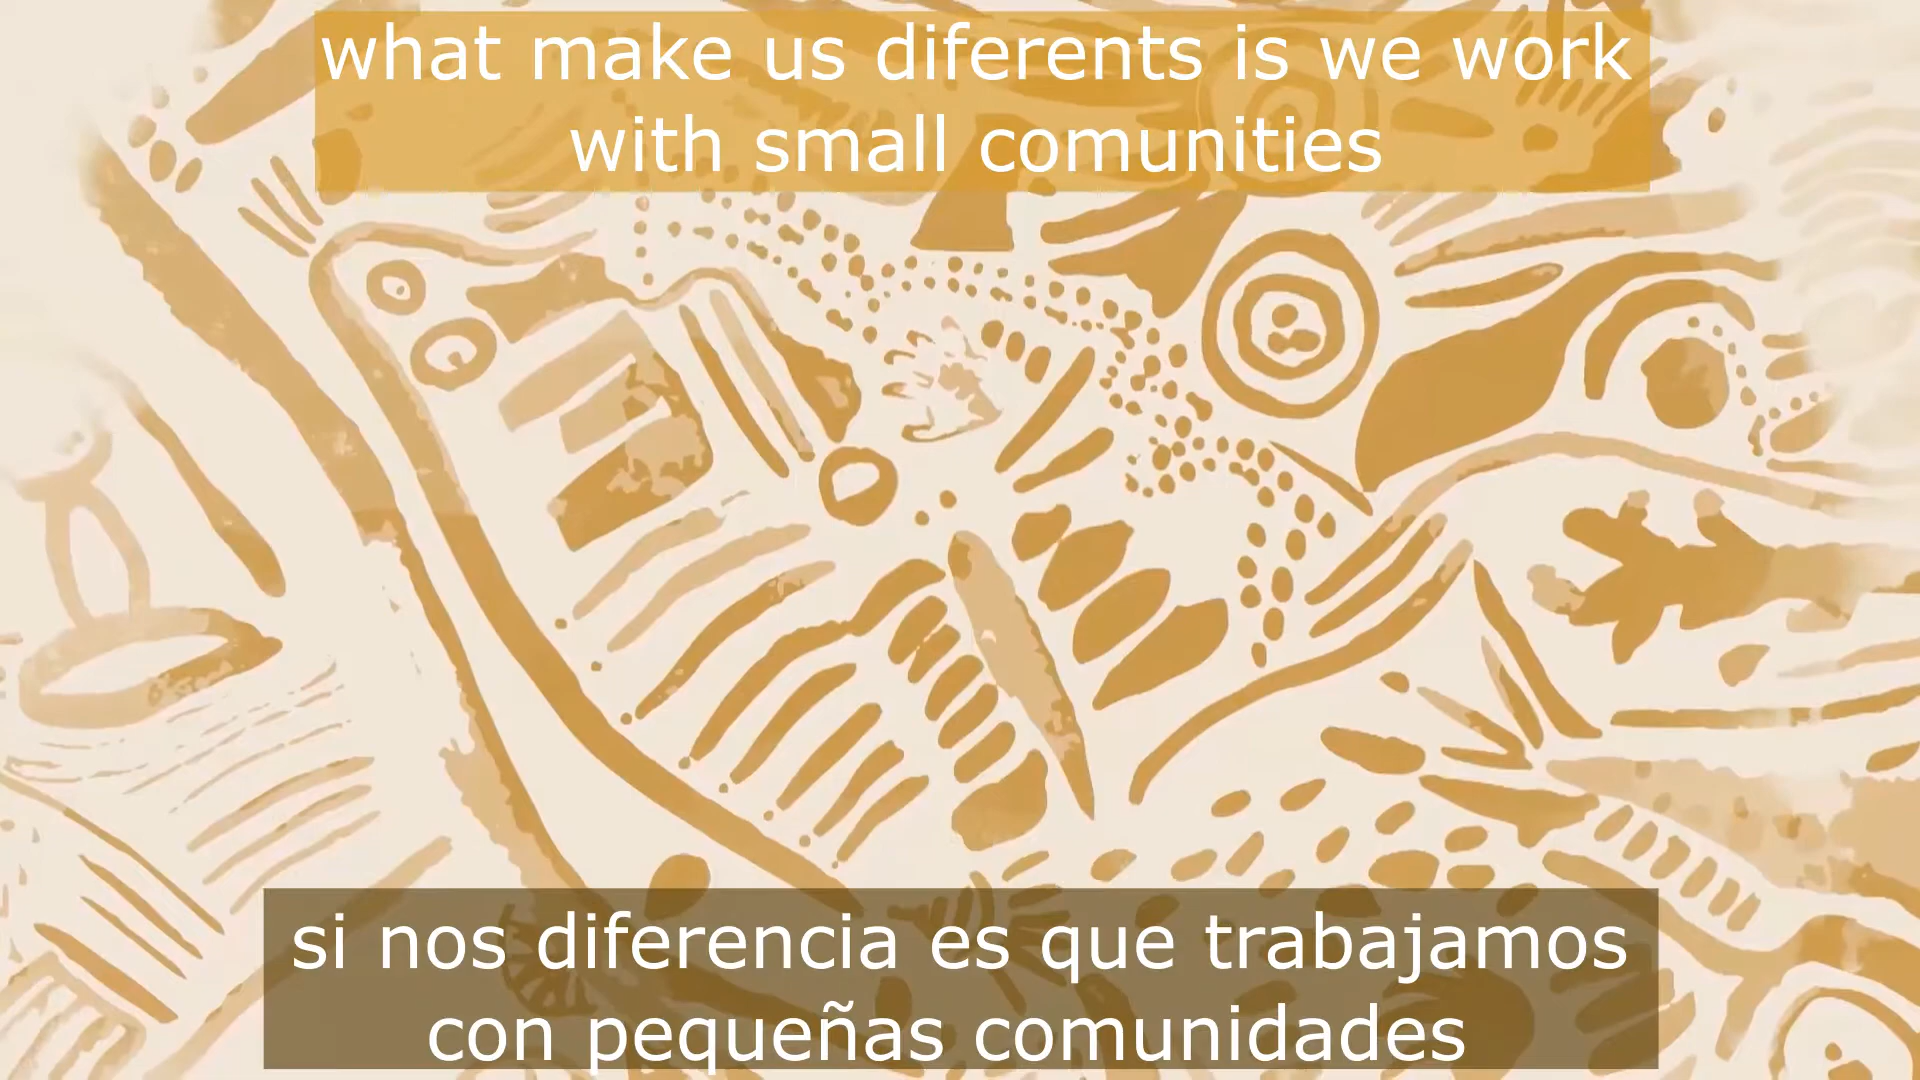 what make us diferents is we work
with small comunities
si nos diferencia es que trabajamos
con pequeñas comunidades